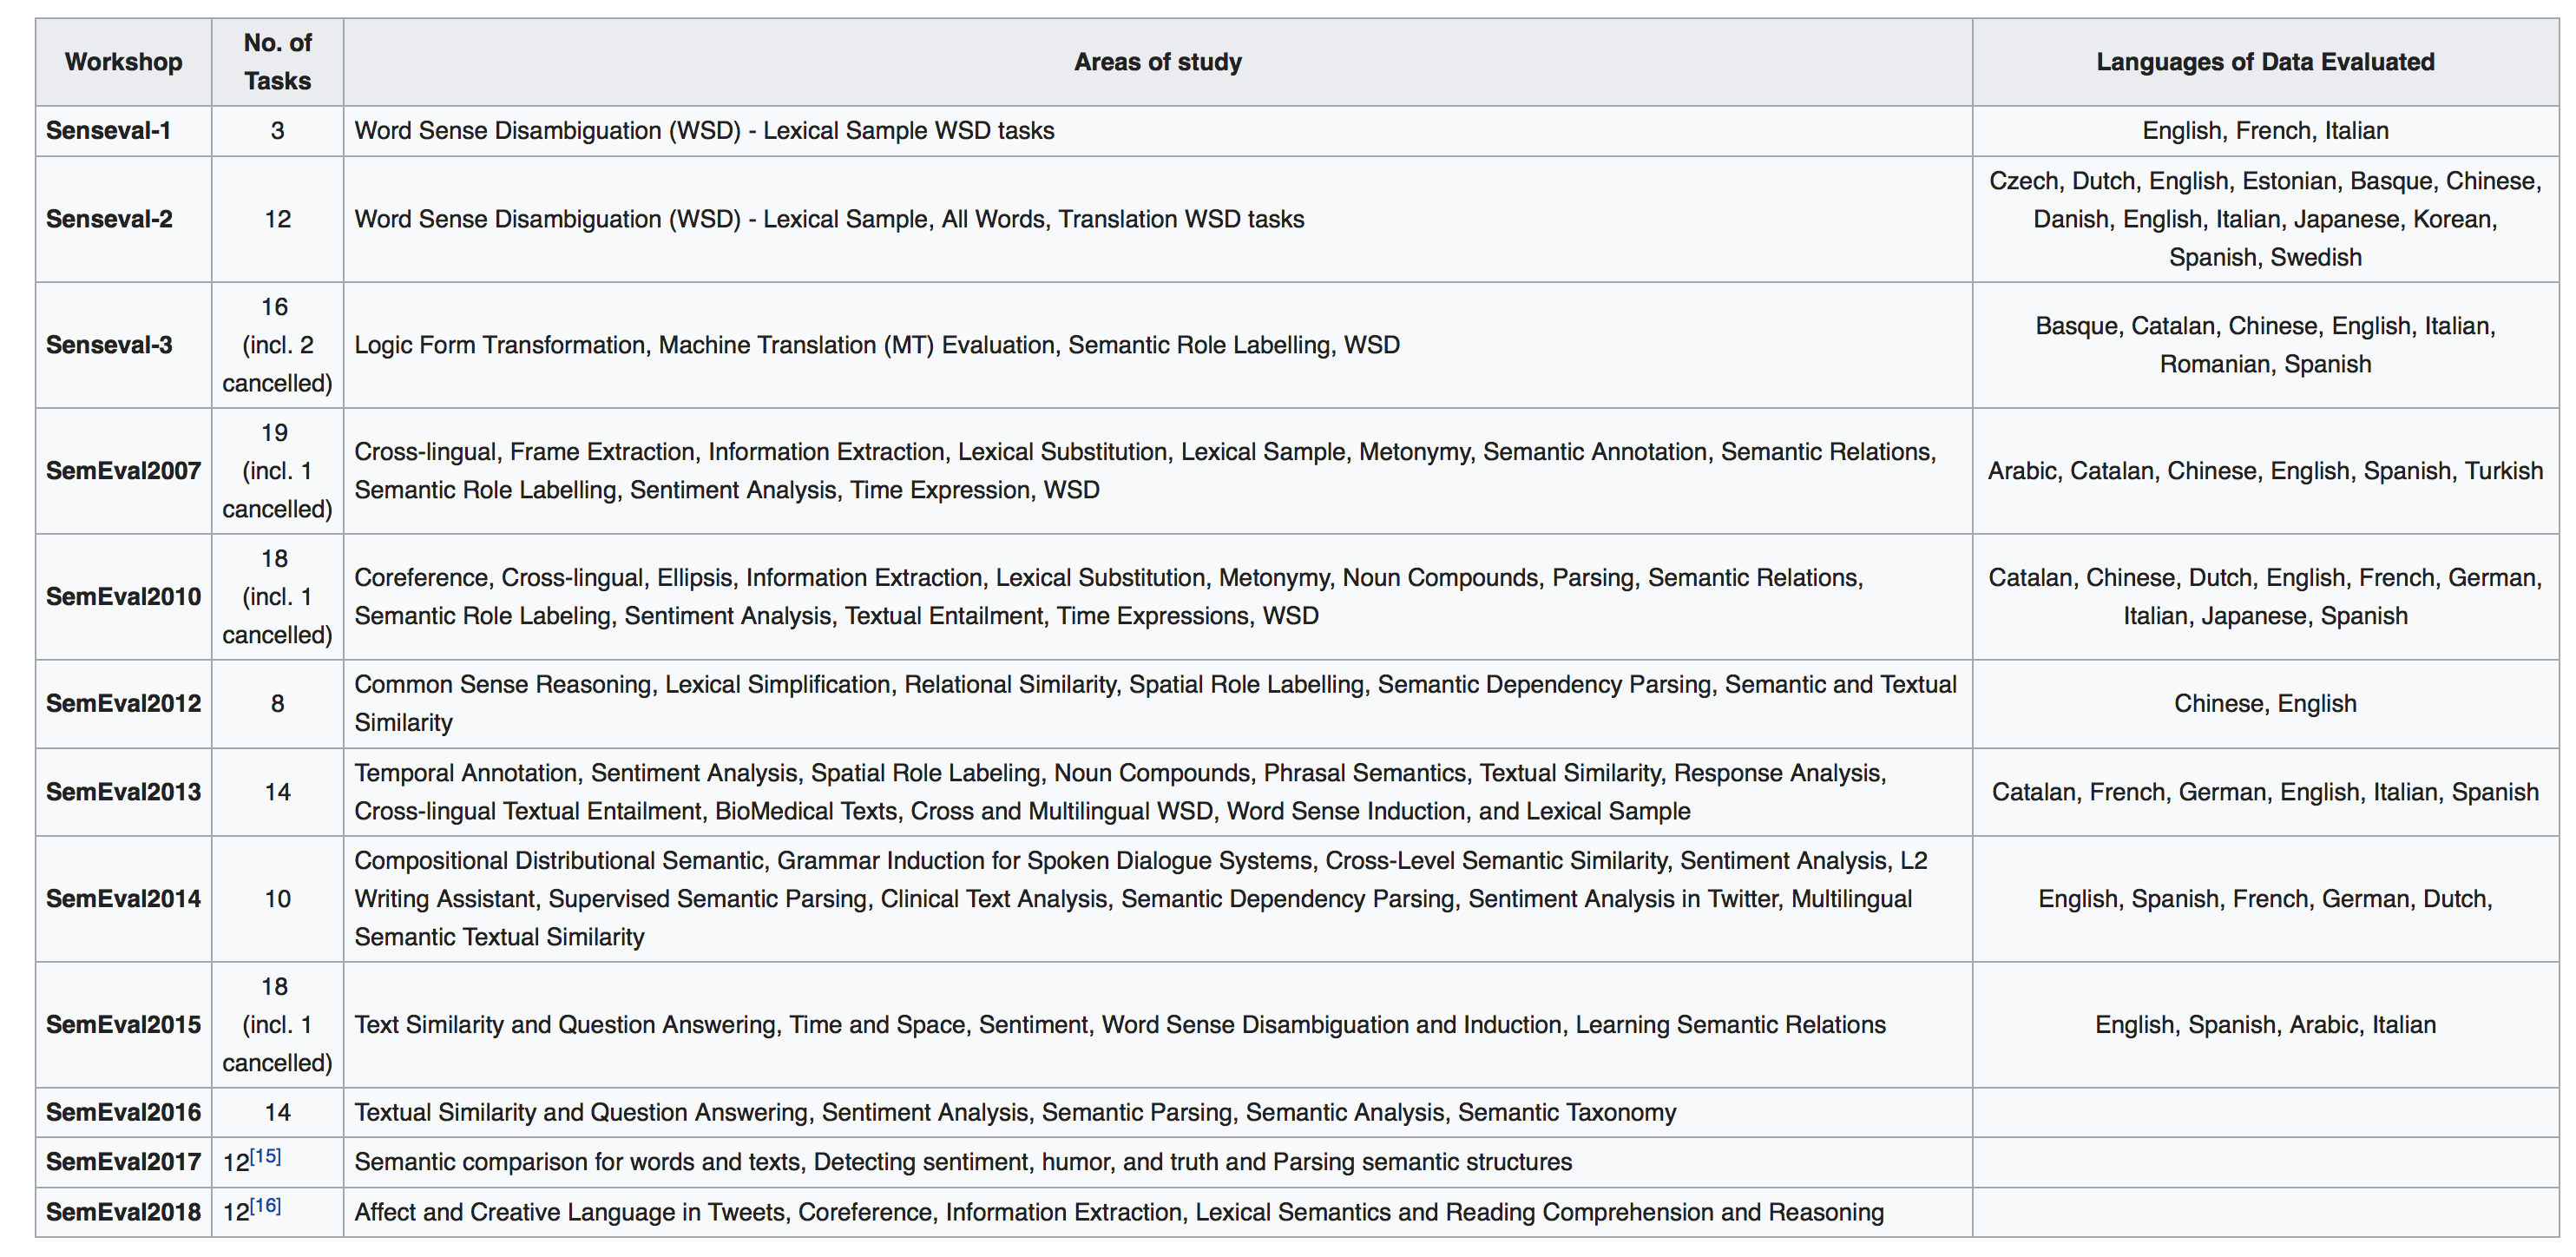 Workshop No. of Tasks Areas of study Languages of Data Evaluated
Senseval-1 3 Word Sense Disambiguation (WSD) - Lexical Sample WSD tasks English, French, Italian
Senseval-2 12 Word Sense Disambiguation (WSD) - Lexical Sample, All Words, Translation WSD tasks Czech, Dutch, English, Estonian, Basque, Chinese,
Danish, English, Italian, Japanese, Korean,
Spanish, Swedish
Senseval-3 16
(incl. 2
cancelled) Logic Form Transformation, Machine Translation (MT) Evaluation, Semantic Role Labelling, WSD Basque, Catalan, Chinese, English, Italian,
Romanian, Spanish
SemEval2007 19
(incl. 1
cancelled) Cross-lingual, Frame Extraction, Information Extraction, Lexical Substitution, Lexical Sample, Metonymy, Semantic Annotation, Semantic Relations,
Semantic Role Labelling, Sentiment Analysis, Time Expression, WSD Arabic, Catalan, Chinese, English, Spanish, Turkish
SemEval2010 18
(incl. 1
cancelled) Coreference, Cross-lingual, Ellipsis, Information Extraction, Lexical Substitution, Metonymy, Noun Compounds, Parsing, Semantic Relations,
Semantic Role Labeling, Sentiment Analysis, Textual Entailment, Time Expressions, WSD Catalan, Chinese, Dutch, English, French, German,
Italian, Japanese, Spanish
SemEval2012 8 Common Sense Reasoning, Lexical Simplification, Relational Similarity, Spatial Role Labelling, Semantic Dependency Parsing, Semantic and Textual
Similarity Chinese, English
SemEval2013 14 Temporal Annotation, Sentiment Analysis, Spatial Role Labeling, Noun Compounds, Phrasal Semantics, Textual Similarity, Response Analysis,
Cross-lingual Textual Entailment, BioMedical Texts, Cross and Multilingual WSD, Word Sense Induction, and Lexical Sample Catalan, French, German, English, Italian, Spanish
SemEval2014 10 Compositional Distributional Semantic, Grammar Induction for Spoken Dialogue Systems, Cross-Level Semantic Similarity, Sentiment Analysis, L2
Writing Assistant, Supervised Semantic Parsing, Clinical Text Analysis, Semantic Dependency Parsing, Sentiment Analysis in Twitter, Multilingual
Semantic Textual Similarity English, Spanish, French, German, Dutch,
SemEval2015 18
(incl. 1
cancelled) Text Similarity and Question Answering, Time and Space, Sentiment, Word Sense Disambiguation and Induction, Learning Semantic Relations English, Spanish, Arabic, Italian
SemEval2016 14 Textual Similarity and Question Answering, Sentiment Analysis, Semantic Parsing, Semantic Analysis, Semantic Taxonomy
SemEval2017 12[15] Semantic comparison for words and texts, Detecting sentiment, humor, and truth and Parsing semantic structures
SemEval2018 12[16] Affect and Creative Language in Tweets, Coreference, Information Extraction, Lexical Semantics and Reading Comprehension and Reasoning